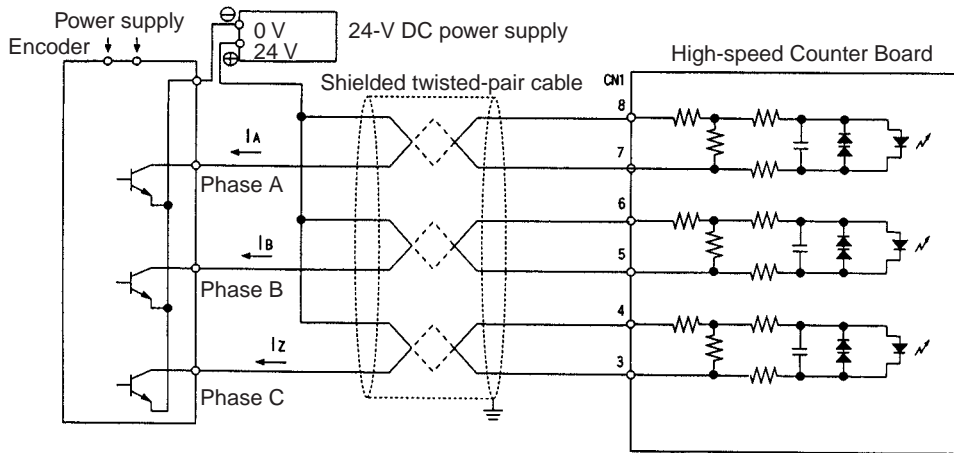 Power supply
Encoder
⊖
0 V
24 V
⊕
24-V DC power supply
High-speed Counter Board
Shielded twisted-pair cable
CN1
8
IA
7
Phase A
6
IB
5
Phase B
4
IZ
3
Phase C